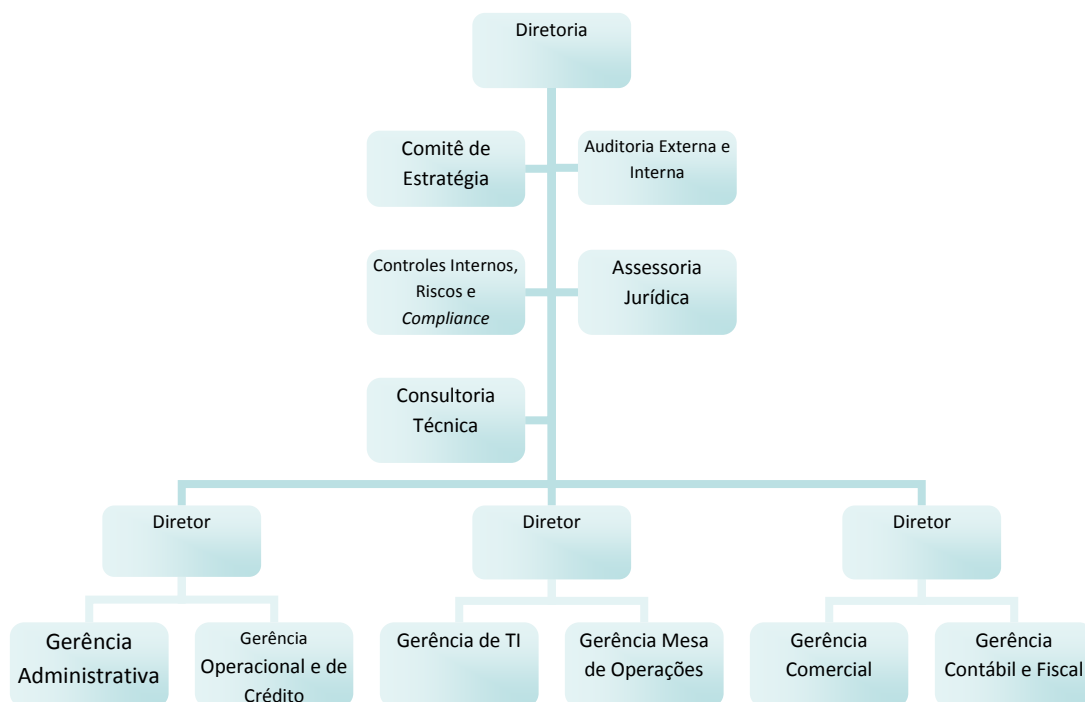 Diretoria
Comitê de
Estratégia
Auditoria Externa e
Interna
Controles Internos,
Riscos e
Compliance
Assessoria
Jurídica
Consultoria
Técnica
Diretor
Diretor
Diretor
Gerência
Administrativa
Gerência
Operacional e de
Crédito
Gerência de TI
Gerência Mesa
de Operações
Gerência
Comercial
Gerência
Contábil e Fiscal